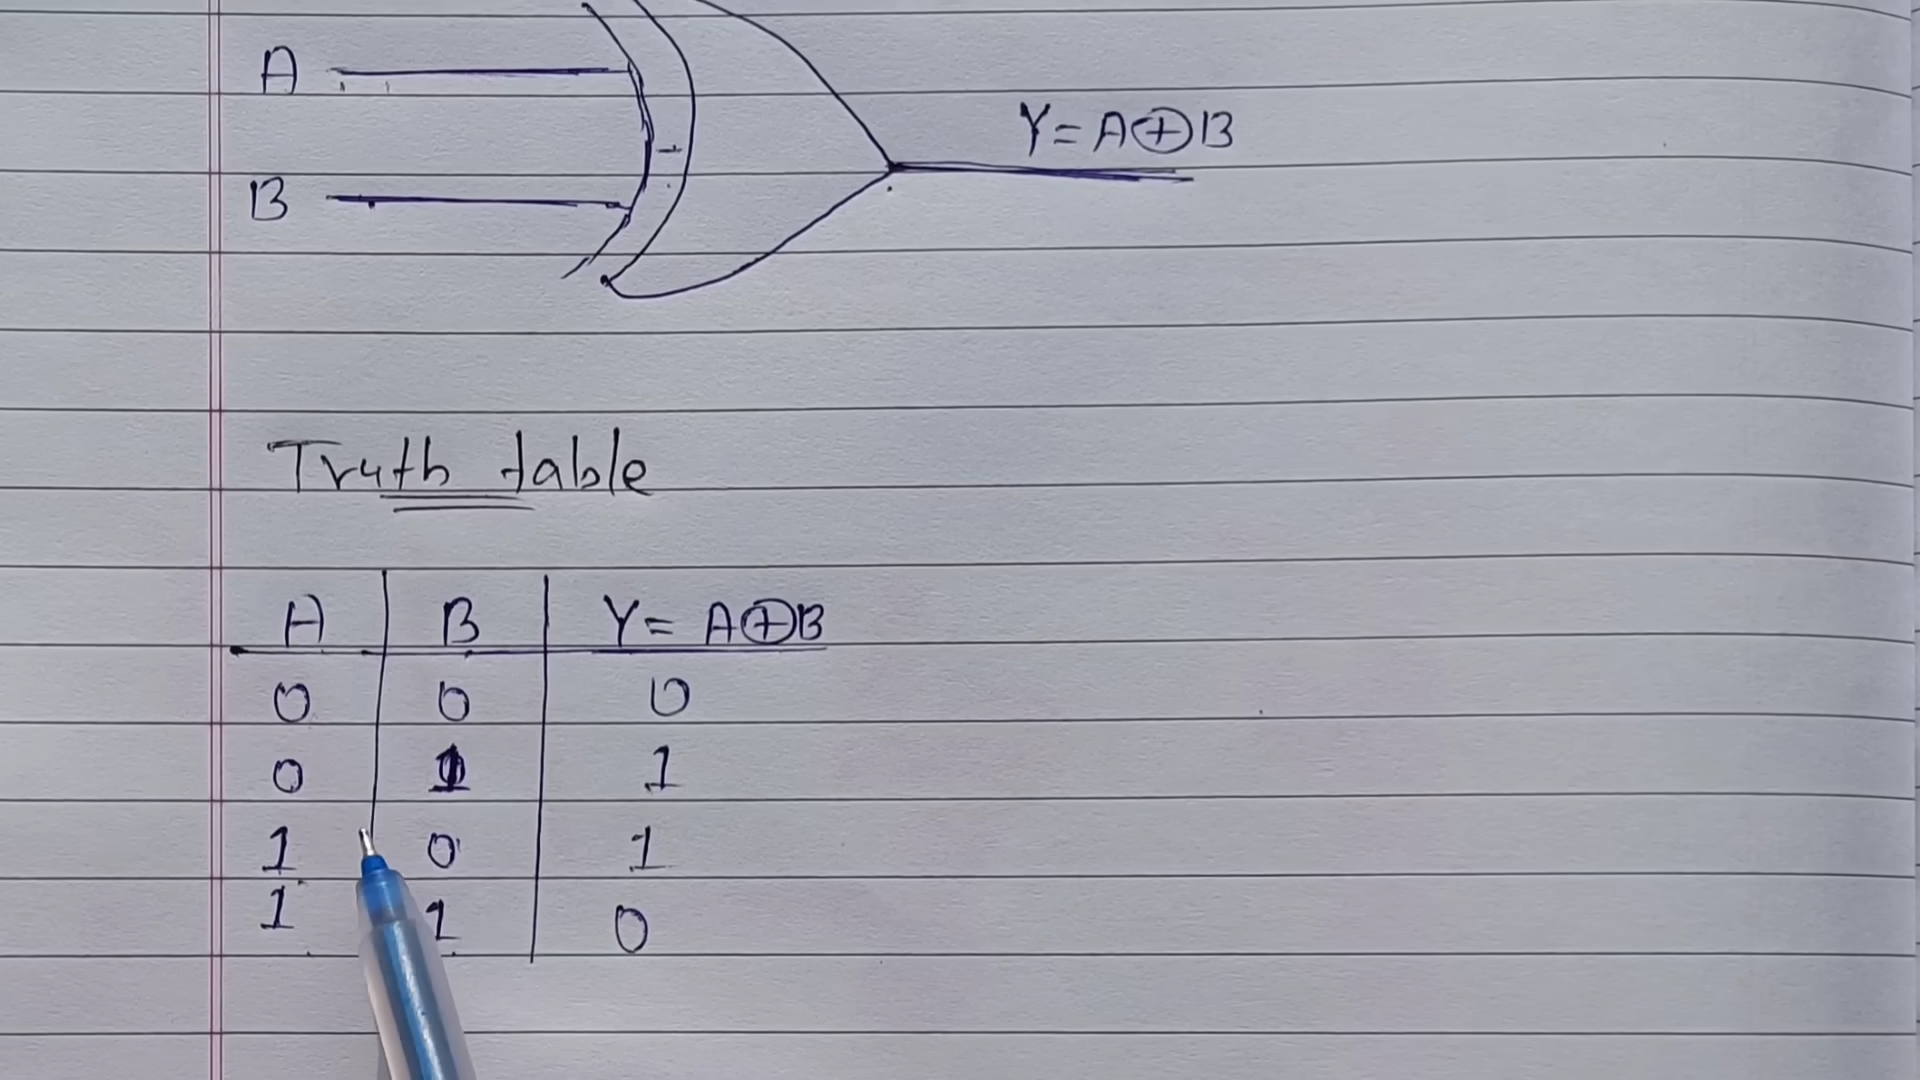 A
Y = A⊕B
B
Truth table
A B Y = A⊕B
0 0 0
0 1 1
1 0 1
1 1 0